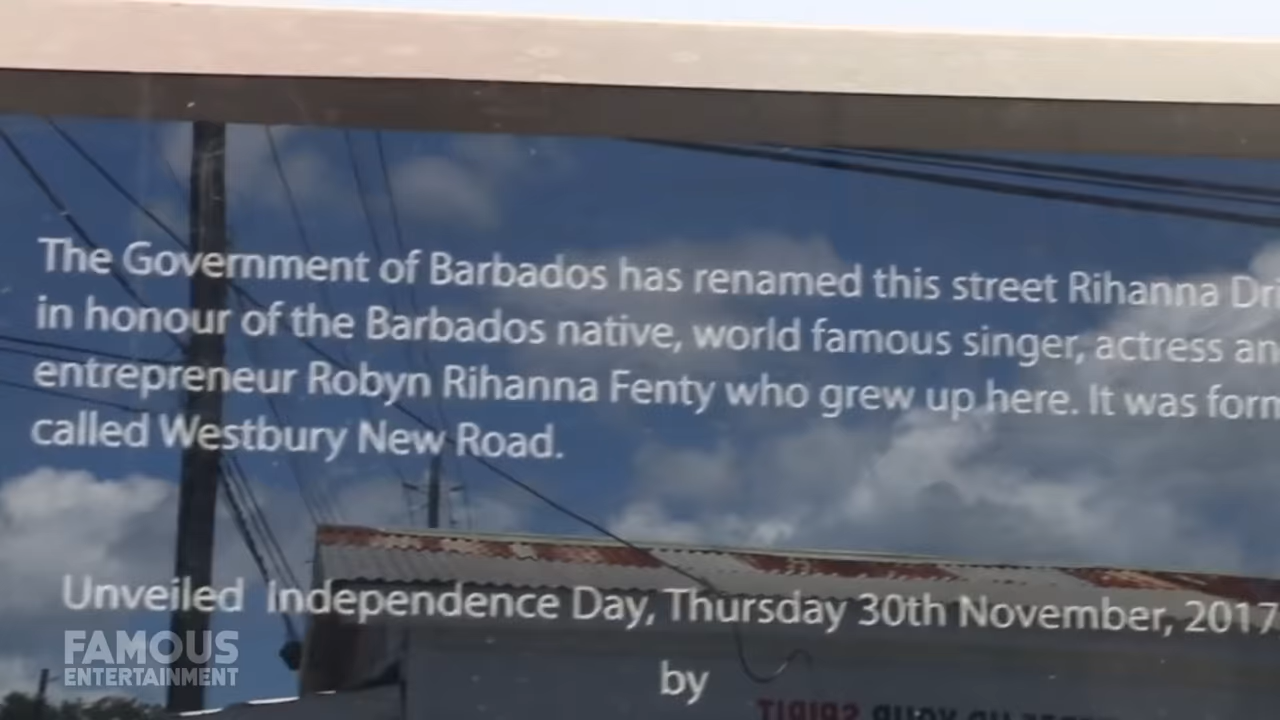 The Government of Barbados has renamed this street Rihanna Dri
in honour of the Barbados native, world famous singer, actress an
entrepreneur Robyn Rihanna Fenty who grew up here. It was form
called Westbury New Road.
Unveiled Independence Day, Thursday 30th November, 2017
by
FAMOUS
ENTERTAINMENT